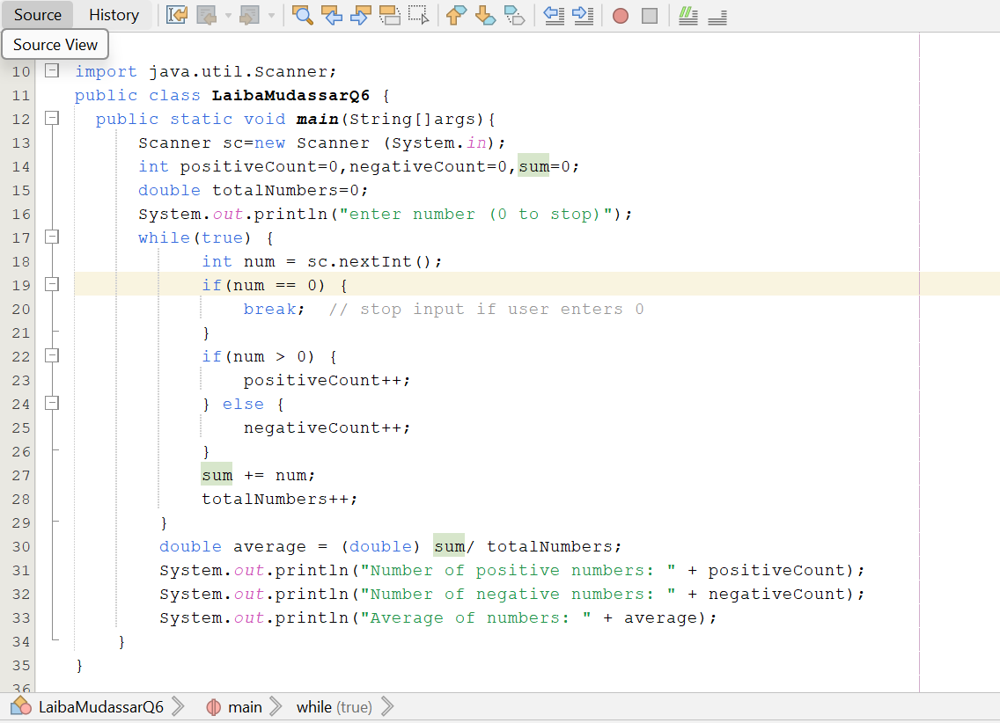 Source History
Source View
10 import java.util.Scanner;
11 public class LaibaMudassarQ6 {
12 public static void main(String[]args){
13 Scanner sc=new Scanner (System.in);
14 int positiveCount=0,negativeCount=0,sum=0;
15 double totalNumbers=0;
16 System.out.println("enter number (0 to stop)");
17 while(true) {
18 int num = sc.nextInt();
19 if(num == 0) {
20 break; // stop input if user enters 0
21 }
22 if(num > 0) {
23 positiveCount++;
24 } else {
25 negativeCount++;
26 }
27 sum += num;
28 totalNumbers++;
29 }
30 double average = (double) sum/ totalNumbers;
31 System.out.println("Number of positive numbers: " + positiveCount);
32 System.out.println("Number of negative numbers: " + negativeCount);
33 System.out.println("Average of numbers: " + average);
34 }
35 }
36
LaibaMudassarQ6 main while (true)